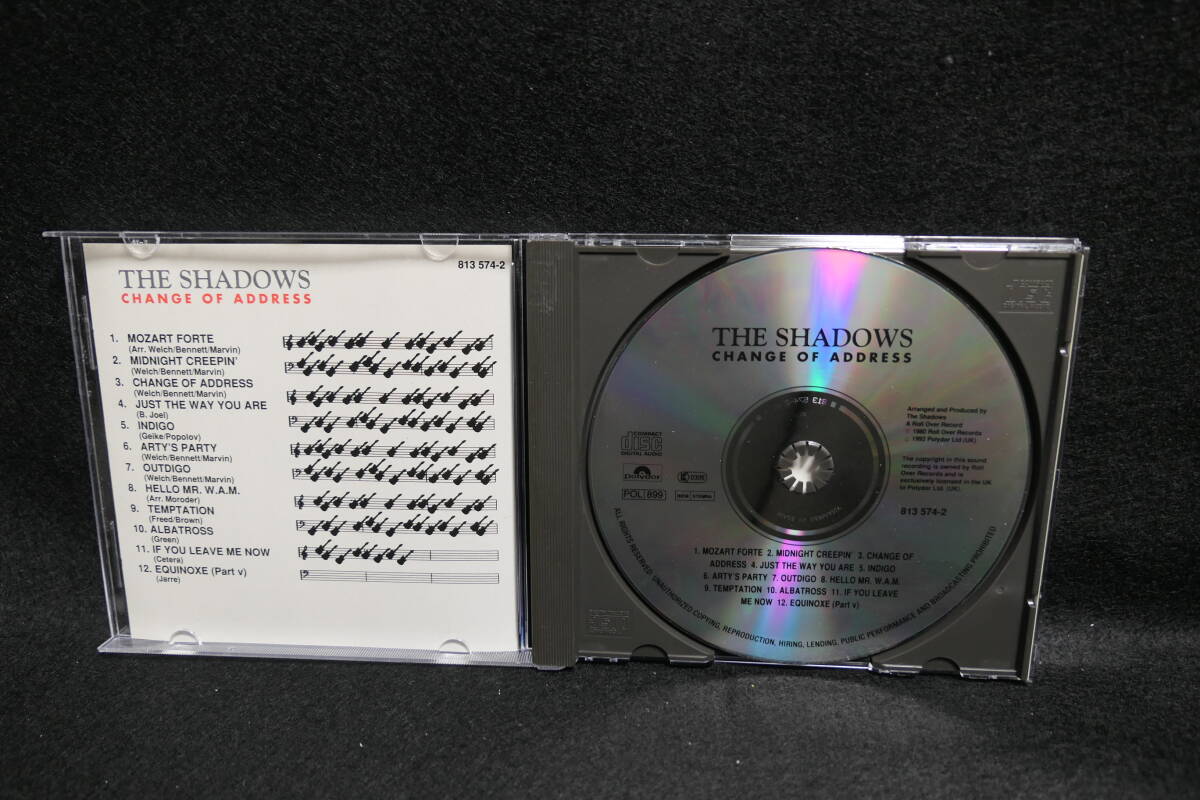 THE SHADOWS
CHANGE OF ADDRESS
813 574-2
1. MOZART FORTE
(Arr. Welch/Bennett/Marvin)
2. MIDNIGHT CREEPIN'
(Welch/Bennett/Marvin)
3. CHANGE OF ADDRESS
(Welch/Bennett/Marvin)
4. JUST THE WAY YOU ARE
(B. Joel)
5. INDIGO
(Geike/Popolov)
6. ARTY'S PARTY
(Welch/Bennett/Marvin)
7. OUTDIGO
(Welch/Bennett/Marvin)
8. HELLO MR. W.A.M.
(Arr. Moroder)
9. TEMPTATION
(Freed/Brown)
10. ALBATROSS
(Green)
11. IF YOU LEAVE ME NOW
(Cetera)
12. EQUINOXE (Part v)
(Jarre)
THE SHADOWS
CHANGE OF ADDRESS
COMPACT
disc
DIGITAL AUDIO
polydor
POL 899
Arranged and Produced by
The Shadows
A Roll Over Record
℗ 1980 Roll Over Records
© 1992 Polydor Ltd (UK)
The copyright in this sound
recording is owned by Roll
Over Records and is
exclusively licensed in the UK
to Polydor Ltd. (UK).
813 574-2
1. MOZART FORTE 2. MIDNIGHT CREEPIN' 3. CHANGE OF
ADDRESS 4. JUST THE WAY YOU ARE 5. INDIGO
6. ARTY'S PARTY 7. OUTDIGO 8. HELLO MR. W.A.M.
9. TEMPTATION 10. ALBATROSS 11. IF YOU LEAVE
ME NOW 12. EQUINOXE (Part v)
ALL RIGHTS RESERVED. UNAUTHORIZED COPYING, REPRODUCTION, HIRING, LENDING, PUBLIC PERFORMANCE AND BROADCASTING PROHIBITED